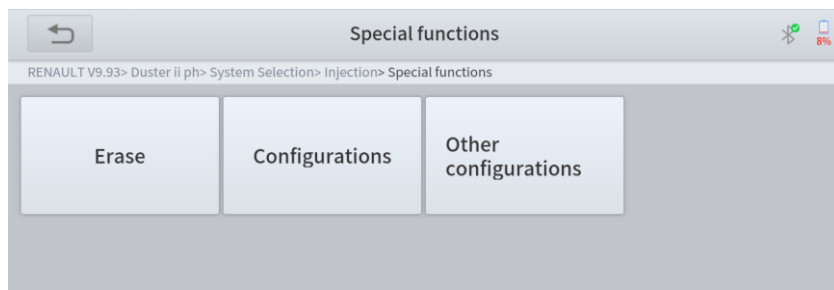 Special functions
8%
RENAULT V9.93> Duster ii ph> System Selection> Injection> Special functions
Erase
Configurations
Other
configurations